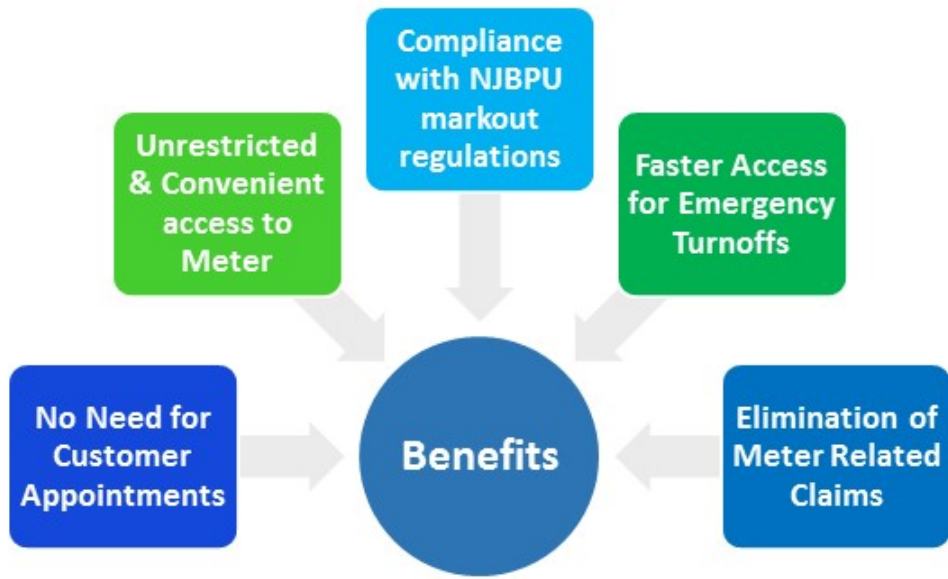 Compliance
with NJBPU
markout
regulations
Unrestricted
& Convenient
access to
Meter
Faster Access
for Emergency
Turnoffs
No Need for
Customer
Appointments
Benefits
Elimination of
Meter Related
Claims